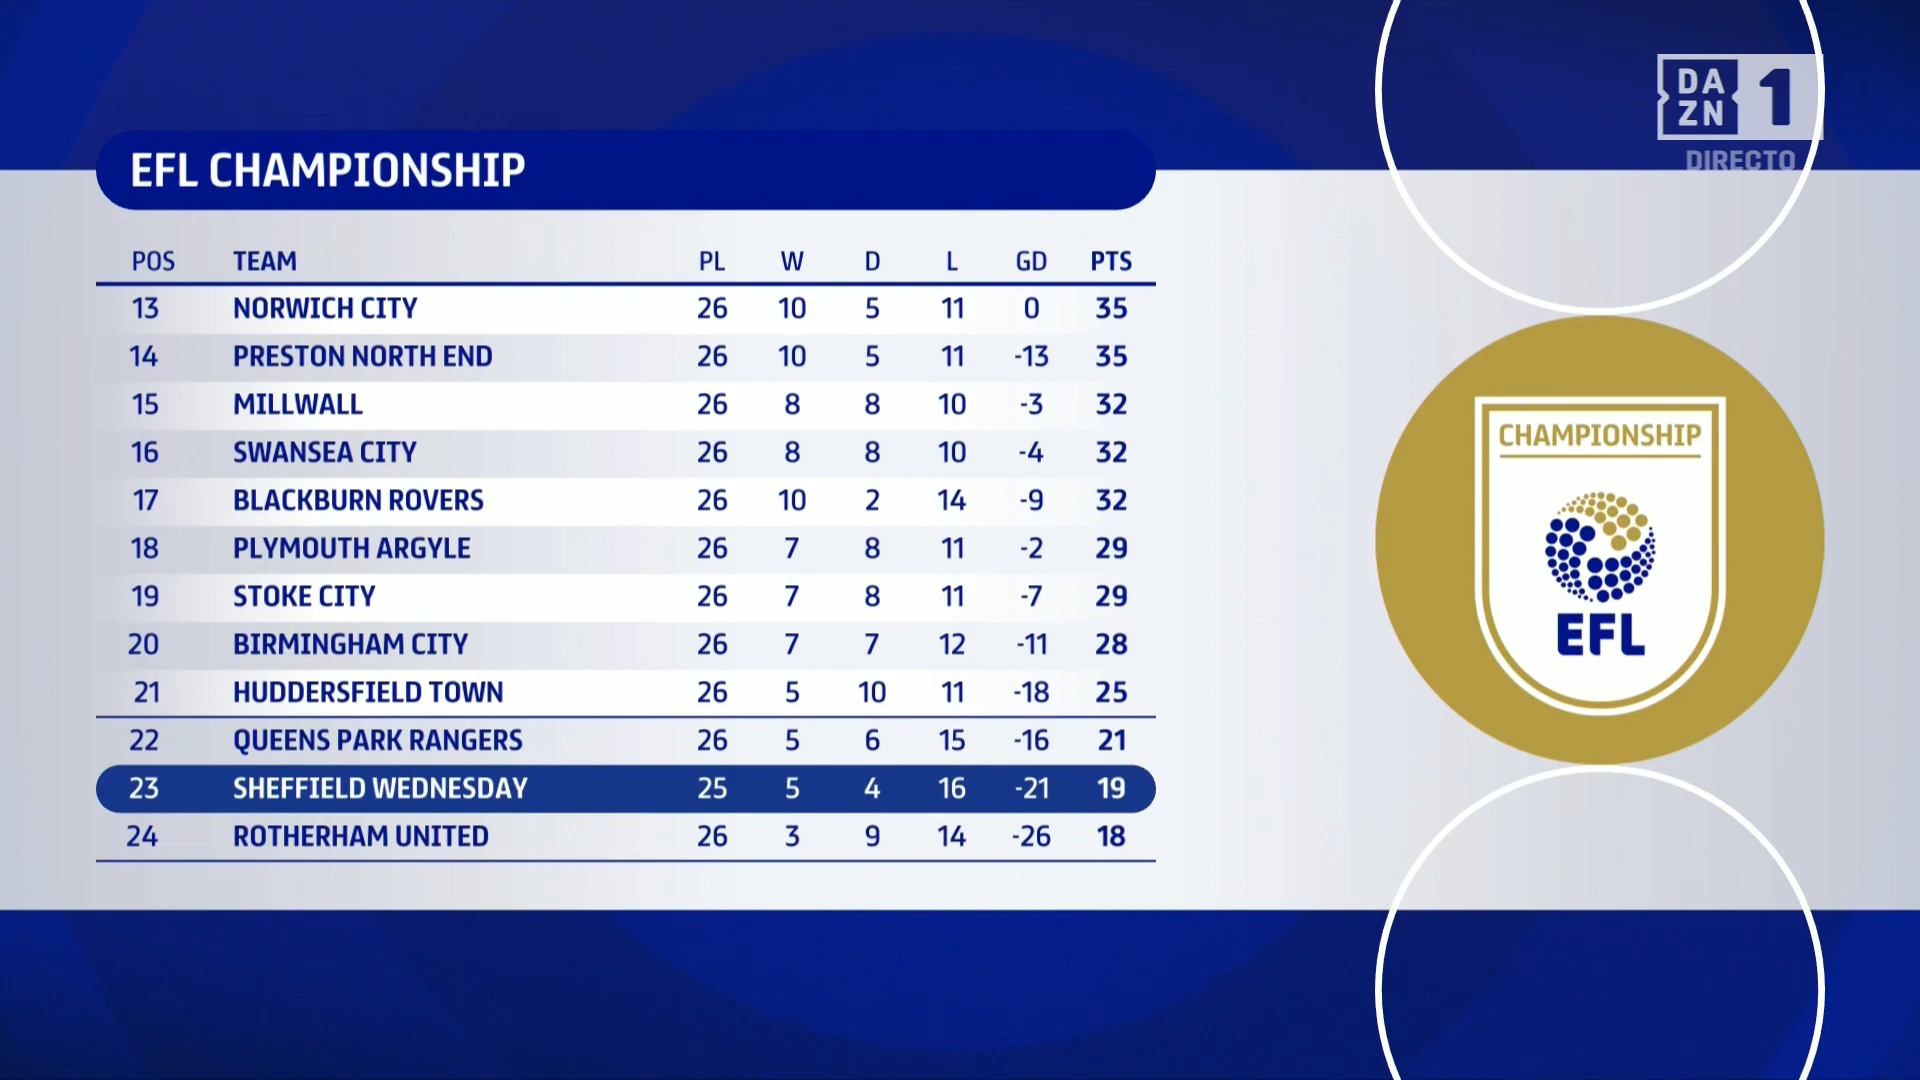 DAZN 1
DIRECTO
EFL CHAMPIONSHIP
POS TEAM PL W D L GD PTS
13 NORWICH CITY 26 10 5 11 0 35
14 PRESTON NORTH END 26 10 5 11 -13 35
15 MILLWALL 26 8 8 10 -3 32
16 SWANSEA CITY 26 8 8 10 -4 32
17 BLACKBURN ROVERS 26 10 2 14 -9 32
18 PLYMOUTH ARGYLE 26 7 8 11 -2 29
19 STOKE CITY 26 7 8 11 -7 29
20 BIRMINGHAM CITY 26 7 7 12 -11 28
21 HUDDERSFIELD TOWN 26 5 10 11 -18 25
22 QUEENS PARK RANGERS 26 5 6 15 -16 21
23 SHEFFIELD WEDNESDAY 25 5 4 16 -21 19
24 ROTHERHAM UNITED 26 3 9 14 -26 18
CHAMPIONSHIP
EFL